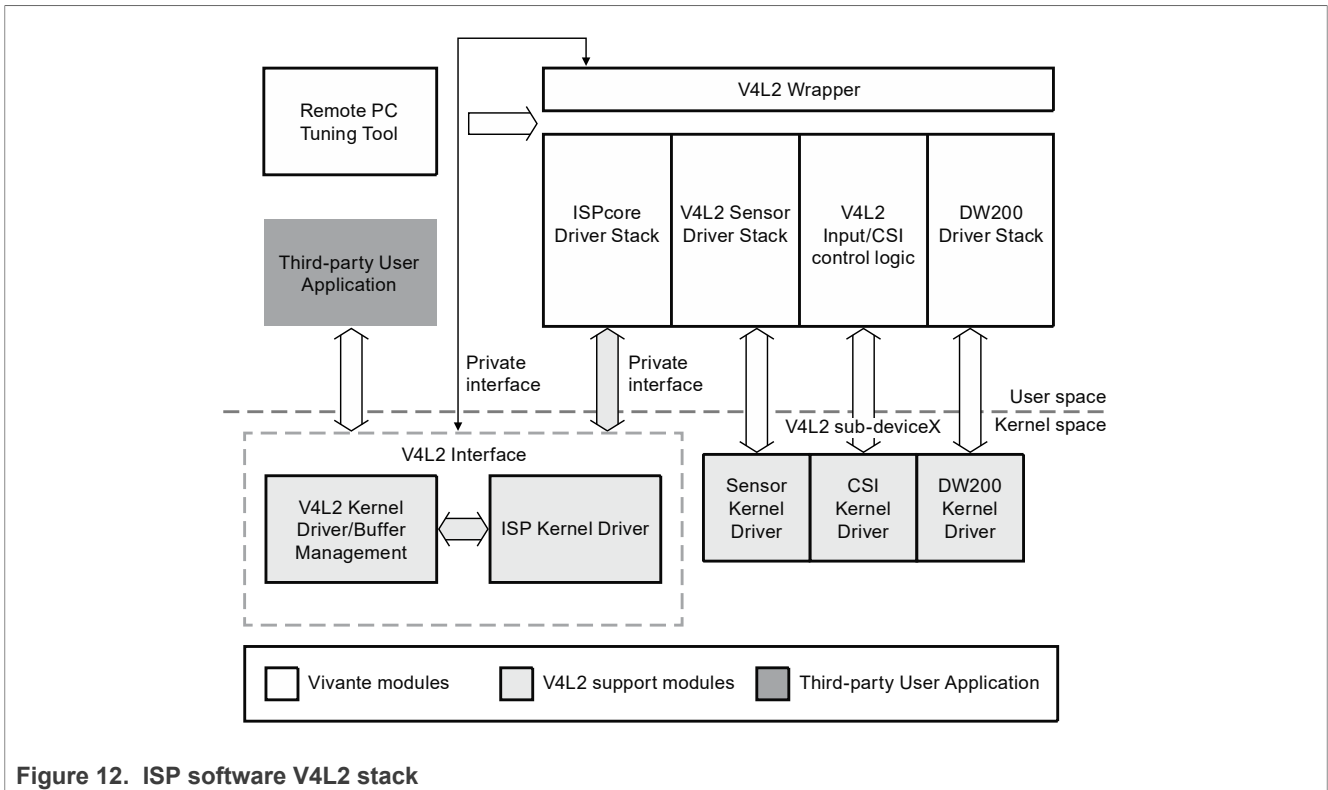 V4L2 Wrapper
Remote PC
Tuning Tool
ISPcore
Driver Stack
V4L2 Sensor
Driver Stack
V4L2
Input/CSI
control logic
DW200
Driver Stack
Third-party User
Application
Private
interface
Private
interface
User space
Kernel space
V4L2 sub-deviceX
V4L2 Interface
V4L2 Kernel
Driver/Buffer
Management
ISP Kernel Driver
Sensor
Kernel
Driver
CSI
Kernel
Driver
DW200
Kernel
Driver
Vivante modules
V4L2 support modules
Third-party User Application
Figure 12. ISP software V4L2 stack